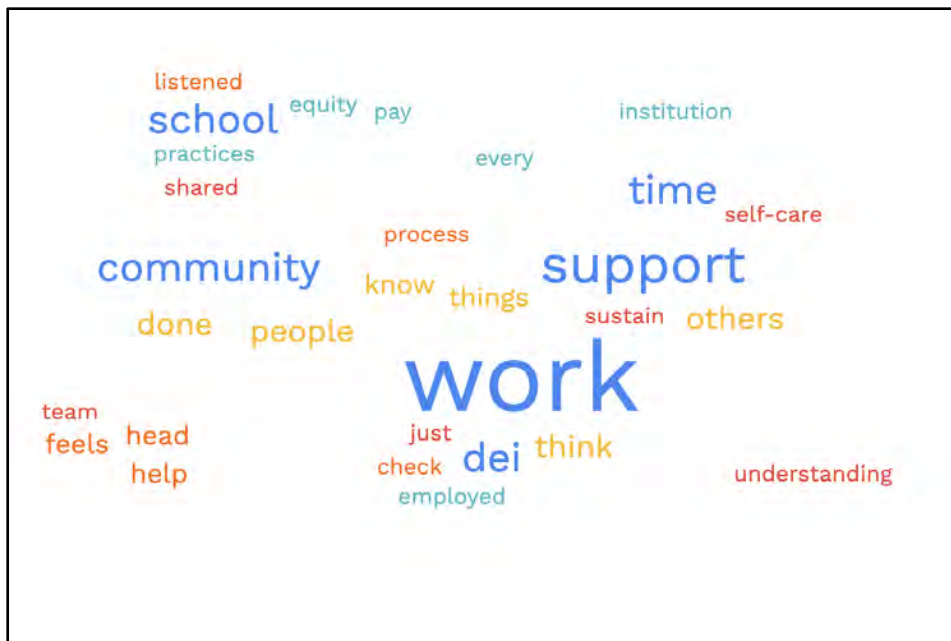 listened
school
equity
pay
institution
practices
every
shared
time
self-care
process
community
support
know
things
done
people
sustain
others
work
team
feels
head
just
dei
think
help
check
employed
understanding